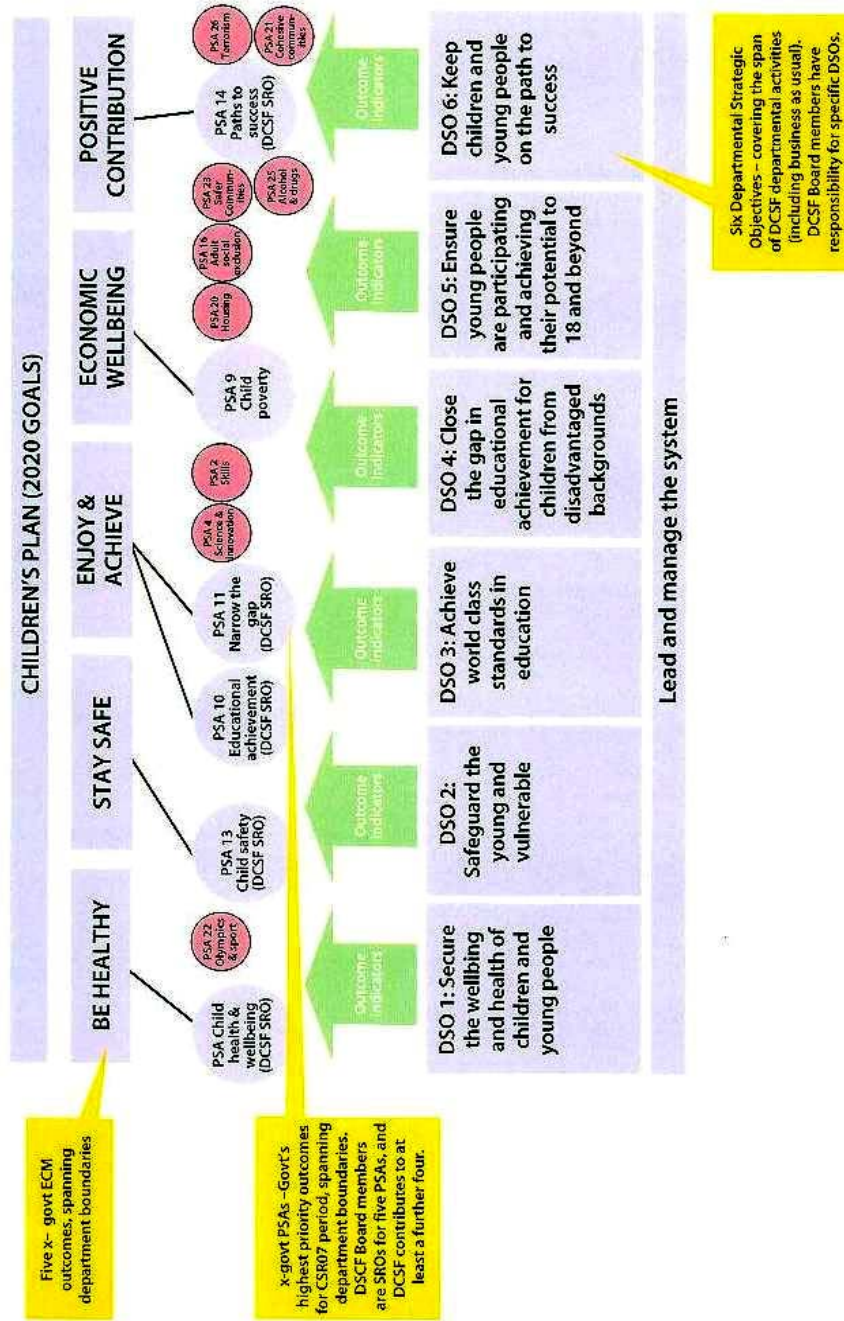 CHILDREN'S PLAN (2020 GOALS)
BE HEALTHY
STAY SAFE
ENJOY &
ACHIEVE
ECONOMIC
WELLBEING
POSITIVE
CONTRIBUTION
Five x– govt ECM
outcomes, spanning
department boundaries
PSA Child
health &
wellbeing
(DCSF SRO)
PSA 22
Olympics
& sport
PSA 13
Child safety
(DCSF SRO)
PSA 10
Educational
achievement
(DCSF SRO)
PSA 11
Narrow the
gap
(DCSF SRO)
PSA 4
Science &
Innovation
PSA 2
Skills
PSA 9
Child
poverty
PSA 20
Housing
PSA 16
Adult
social
exclusion
PSA 23
Safer
Commun-
ities
PSA 25
Alcohol
& drugs
PSA 14
Paths to
success
(DCSF SRO)
PSA 26
Terrorism
PSA 21
Cohesive
commun-
ities
x-govt PSAs –Govt's
highest priority outcomes
for CSR07 period, spanning
department boundaries.
DSCF Board members
are SROs for five PSAs, and
DCSF contributes to at
least a further four.
Outcome
Indicators
Outcome
Indicators
Outcome
Indicators
Outcome
Indicators
Outcome
Indicators
Outcome
Indicators
DSO 1: Secure
the wellbing
and health of
children and
young people
DSO 2:
Safeguard the
young and
vulnerable
DSO 3: Achieve
world class
standards in
education
DSO 4: Close
the gap in
educational
achievement for
children from
disadvantaged
backgrounds
DSO 5: Ensure
young people
are participating
and achieving
their potential to
18 and beyond
DSO 6: Keep
children and
young people
on the path to
success
Lead and manage the system
Six Departmental Strategic
Objectives – covering the span
of DCSF departmental activities
(including business as usual).
DCSF Board members have
responsibility for specific DSOs.